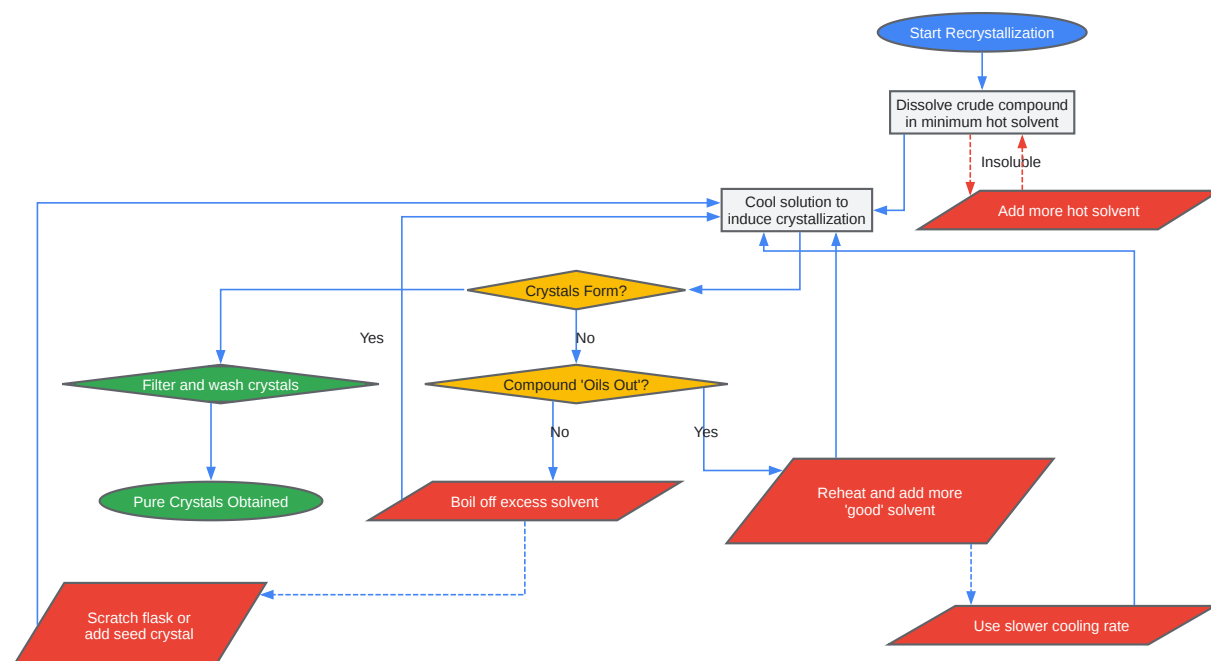 Start Recrystallization
Dissolve crude compound
in minimum hot solvent
Insoluble
Add more hot solvent
Cool solution to
induce crystallization
Crystals Form?
Yes
No
Filter and wash crystals
Compound 'Oils Out'?
No
Yes
Pure Crystals Obtained
Boil off excess solvent
Reheat and add more
'good' solvent
Scratch flask or
add seed crystal
Use slower cooling rate